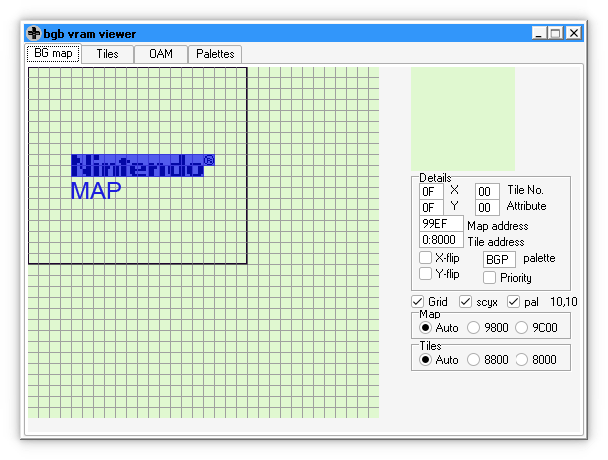 bgb vram viewer
BG map Tiles OAM Palettes
Nintendo®
MAP
Details
0F X 00 Tile No.
0F Y 00 Attribute
99EF Map address
0:8000 Tile address
X-flip BGP palette
Y-flip Priority
Grid scyx pal 10,10
Map
Auto 9800 9C00
Tiles
Auto 8800 8000